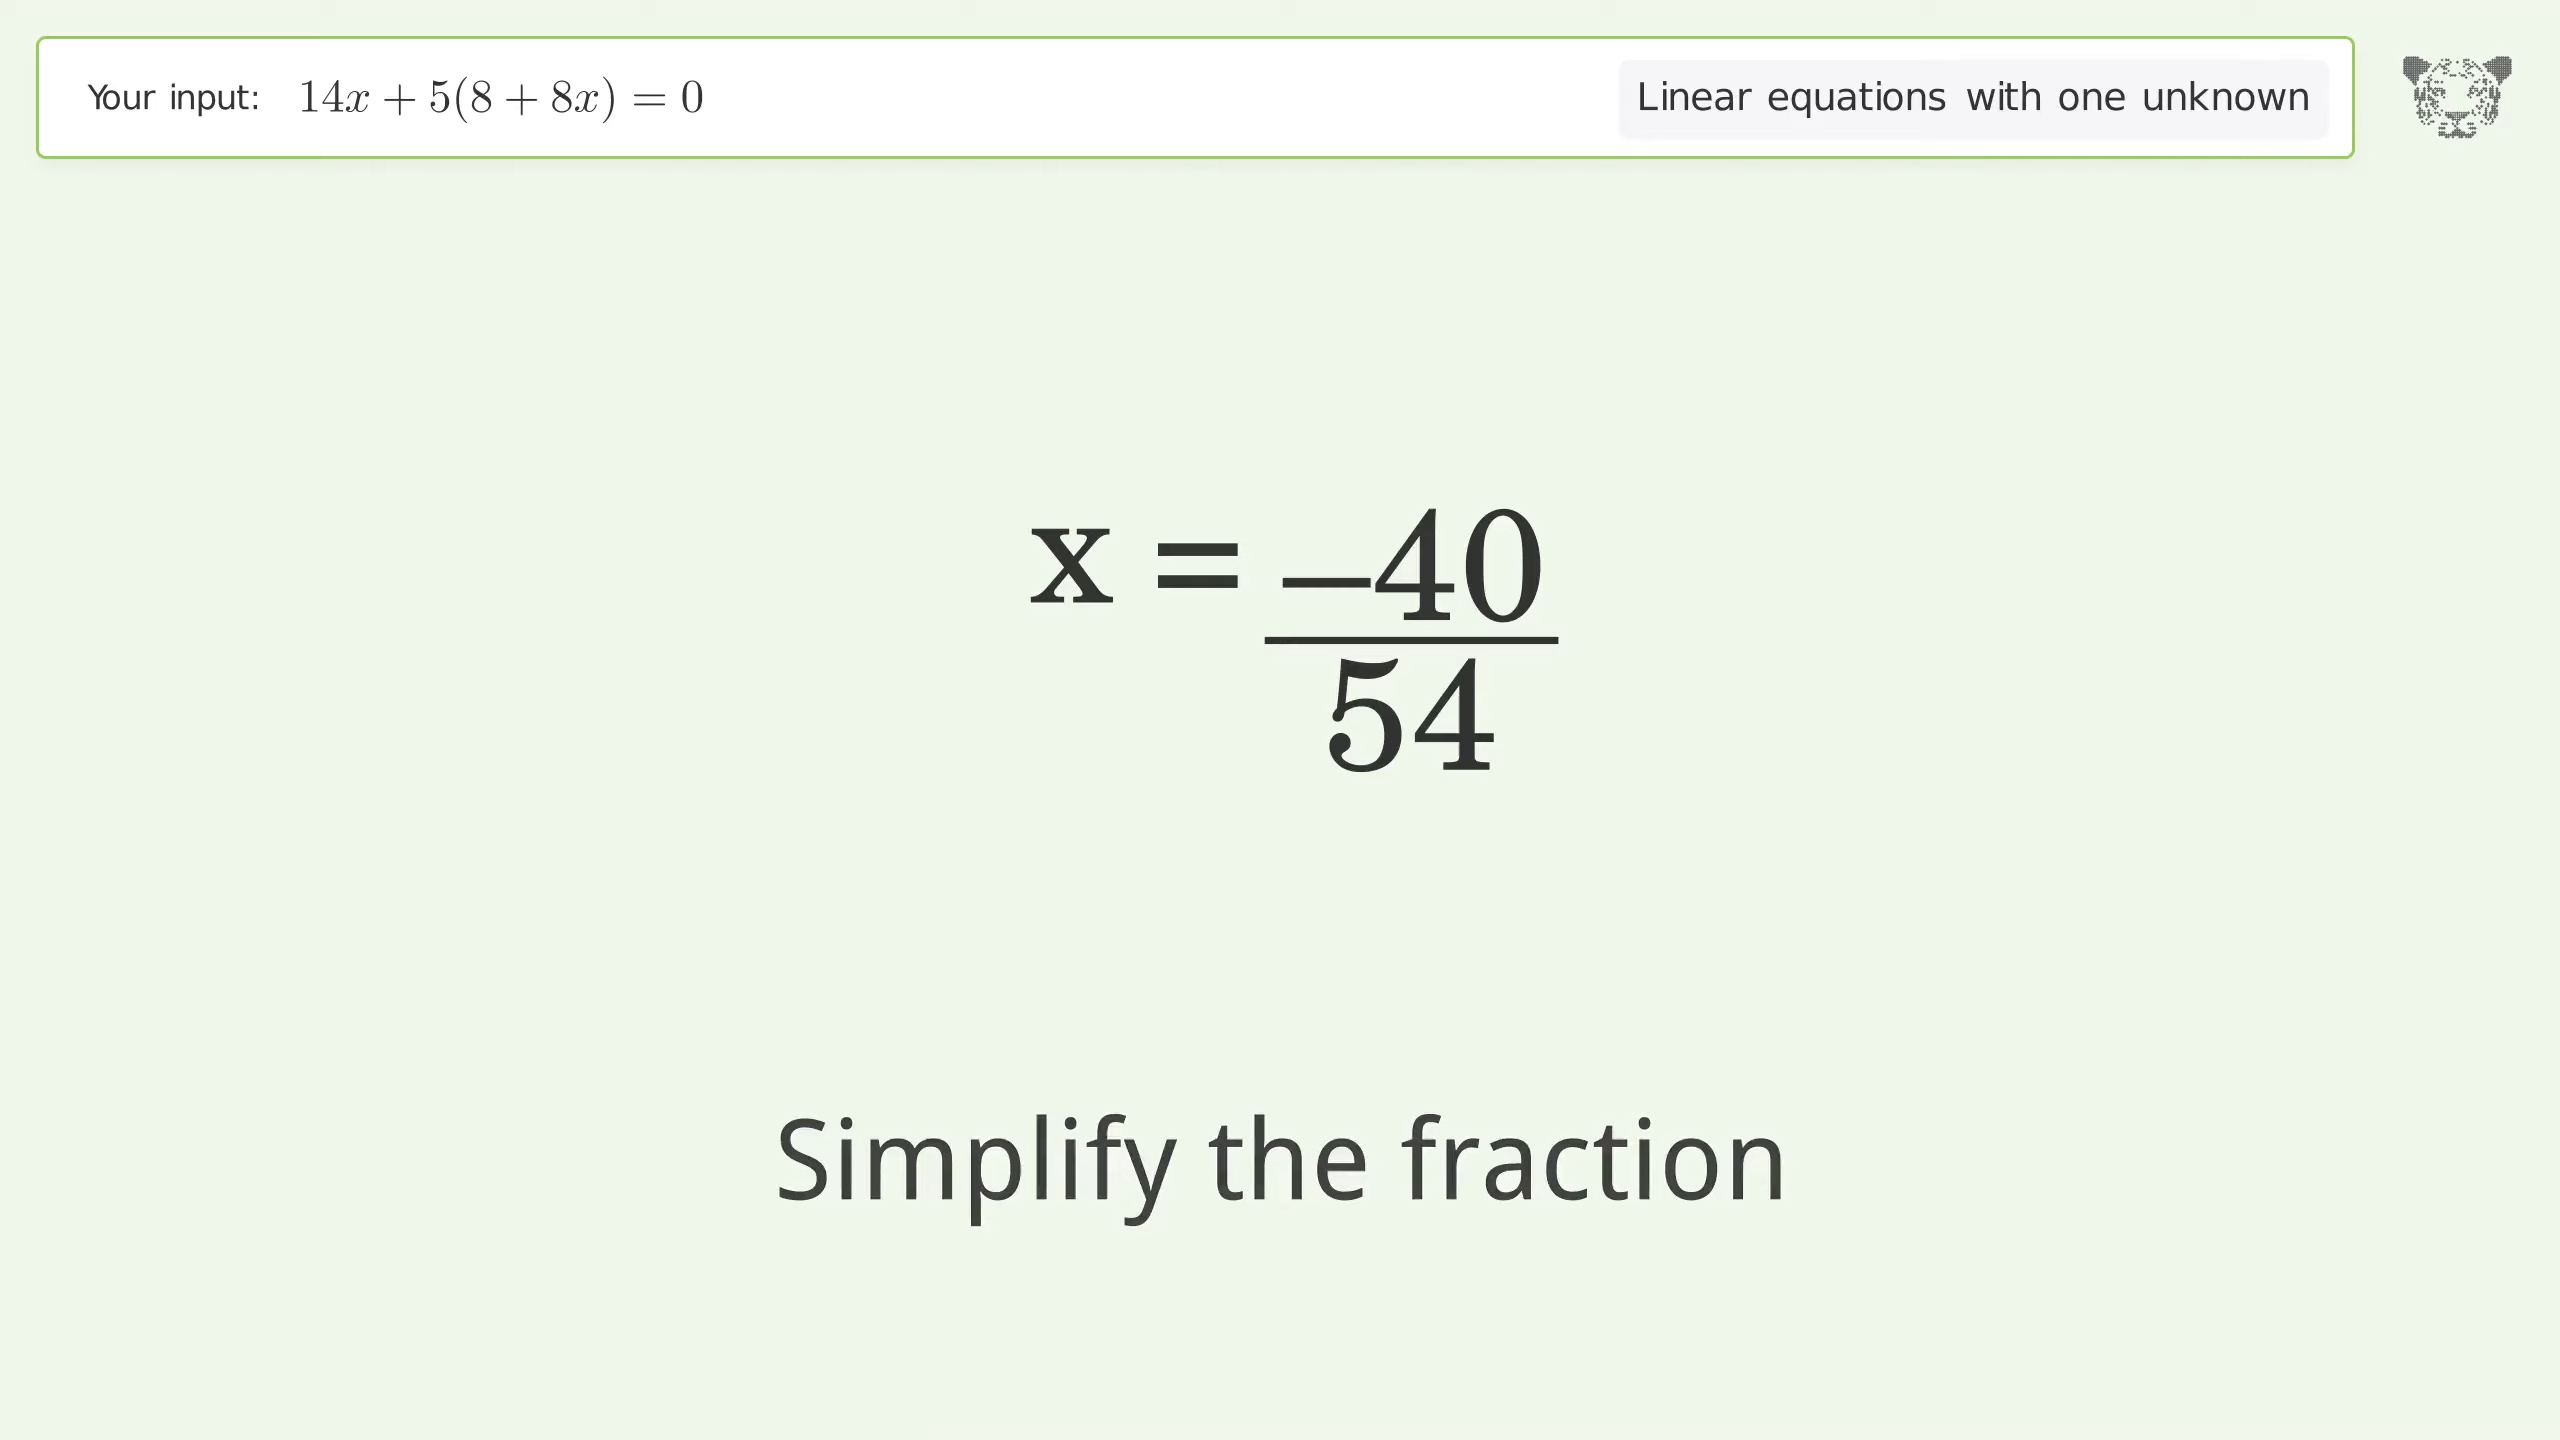 Your input: 14x + 5(8 + 8x) = 0
Linear equations with one unknown
x = −40/54
Simplify the fraction